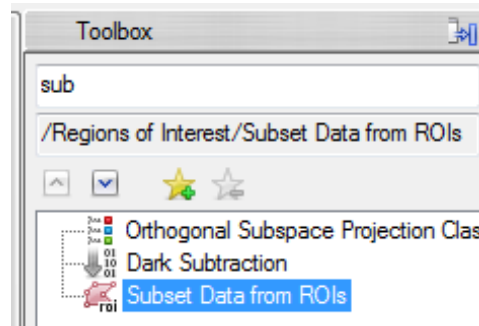 Toolbox
sub
/Regions of Interest/Subset Data from ROIs
Orthogonal Subspace Projection Clas
Dark Subtraction
Subset Data from ROIs